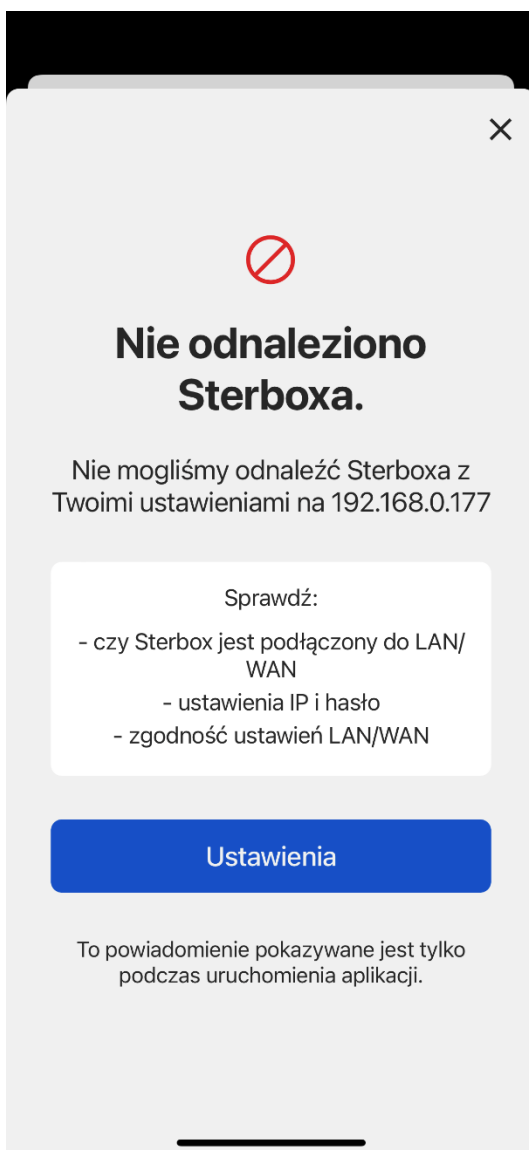 Nie odnaleziono
Sterboxa.
Nie mogliśmy odnaleźć Sterboxa z
Twoimi ustawieniami na 192.168.0.177
Sprawdź:
- czy Sterbox jest podłączony do LAN/
WAN
- ustawienia IP i hasło
- zgodność ustawień LAN/WAN
Ustawienia
To powiadomienie pokazywane jest tylko
podczas uruchomienia aplikacji.